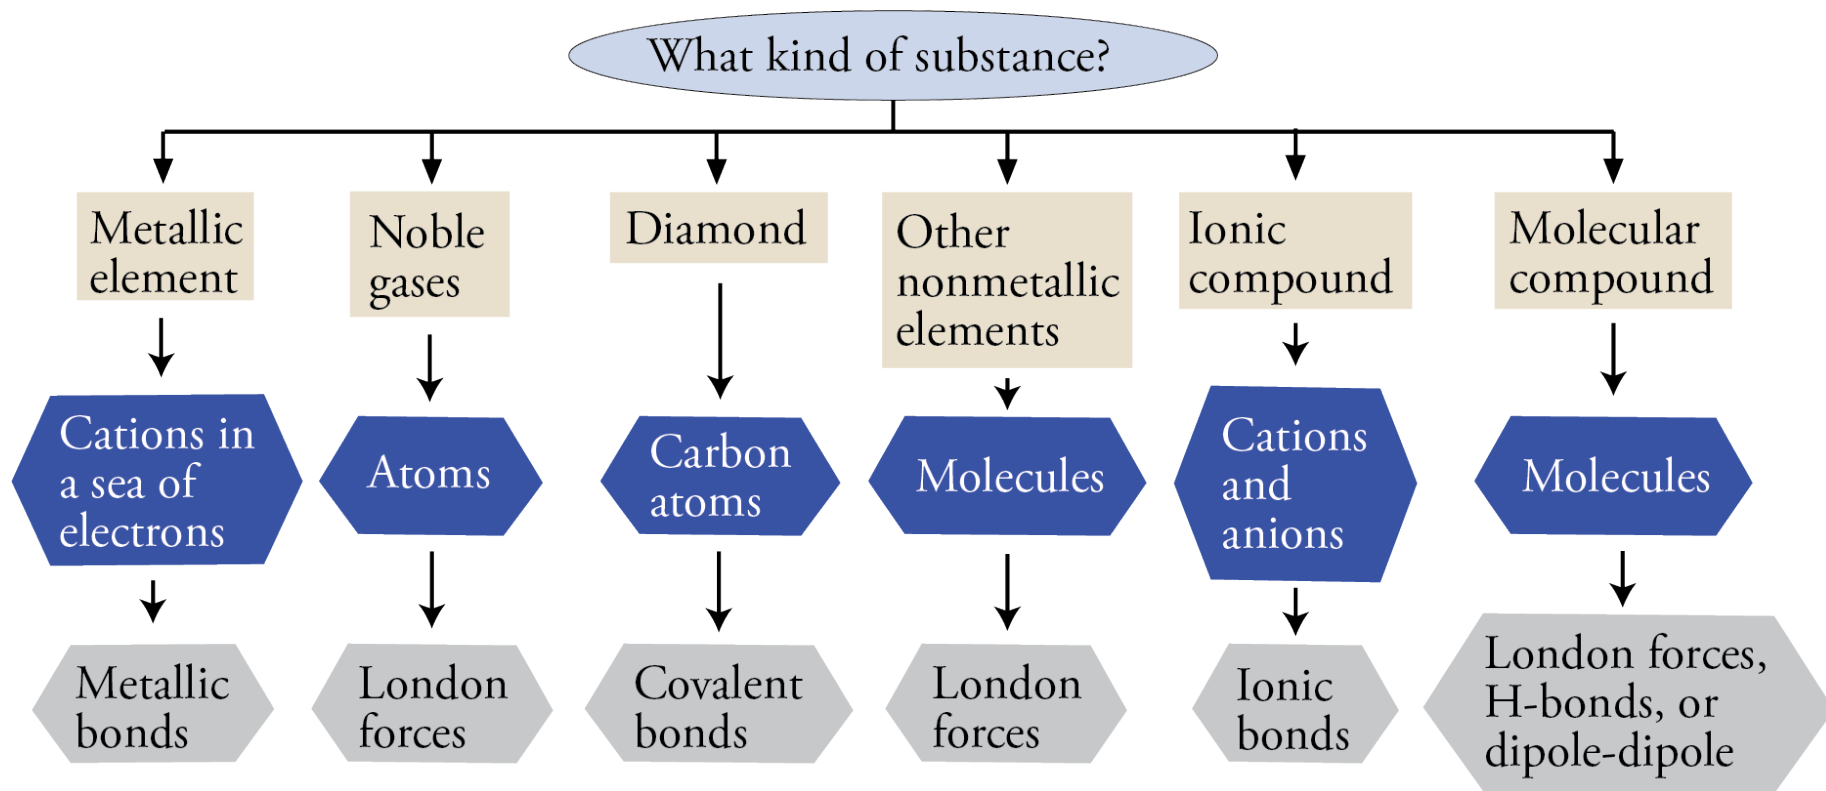 What kind of substance?
Metallic
element
Noble
gases
Diamond
Other
nonmetallic
elements
Ionic
compound
Molecular
compound
Cations in
a sea of
electrons
Atoms
Carbon
atoms
Molecules
Cations
and
anions
Molecules
Metallic
bonds
London
forces
Covalent
bonds
London
forces
Ionic
bonds
London forces,
H-bonds, or
dipole-dipole